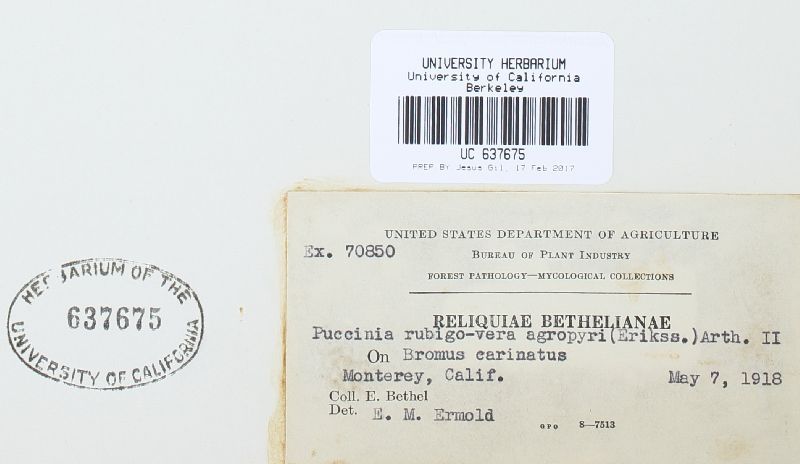 UNIVERSITY HERBARIUM
University of California
Berkeley
UC 637675
PREP BY Jesus Gil, 17 Feb 2017
UNITED STATES DEPARTMENT OF AGRICULTURE
Ex. 70850
BUREAU OF PLANT INDUSTRY
FOREST PATHOLOGY—MYCOLOGICAL COLLECTIONS
RELIQUIAE BETHELIANAE
Puccinia rubigo-vera agropyri(Erikss.)Arth. II
On Bromus carinatus
Monterey, Calif. May 7, 1918
Coll. E. Bethel
Det. E. M. Ermold
GPO 8—7513
HERBARIUM OF THE
637675
UNIVERSITY OF CALIFORNIA